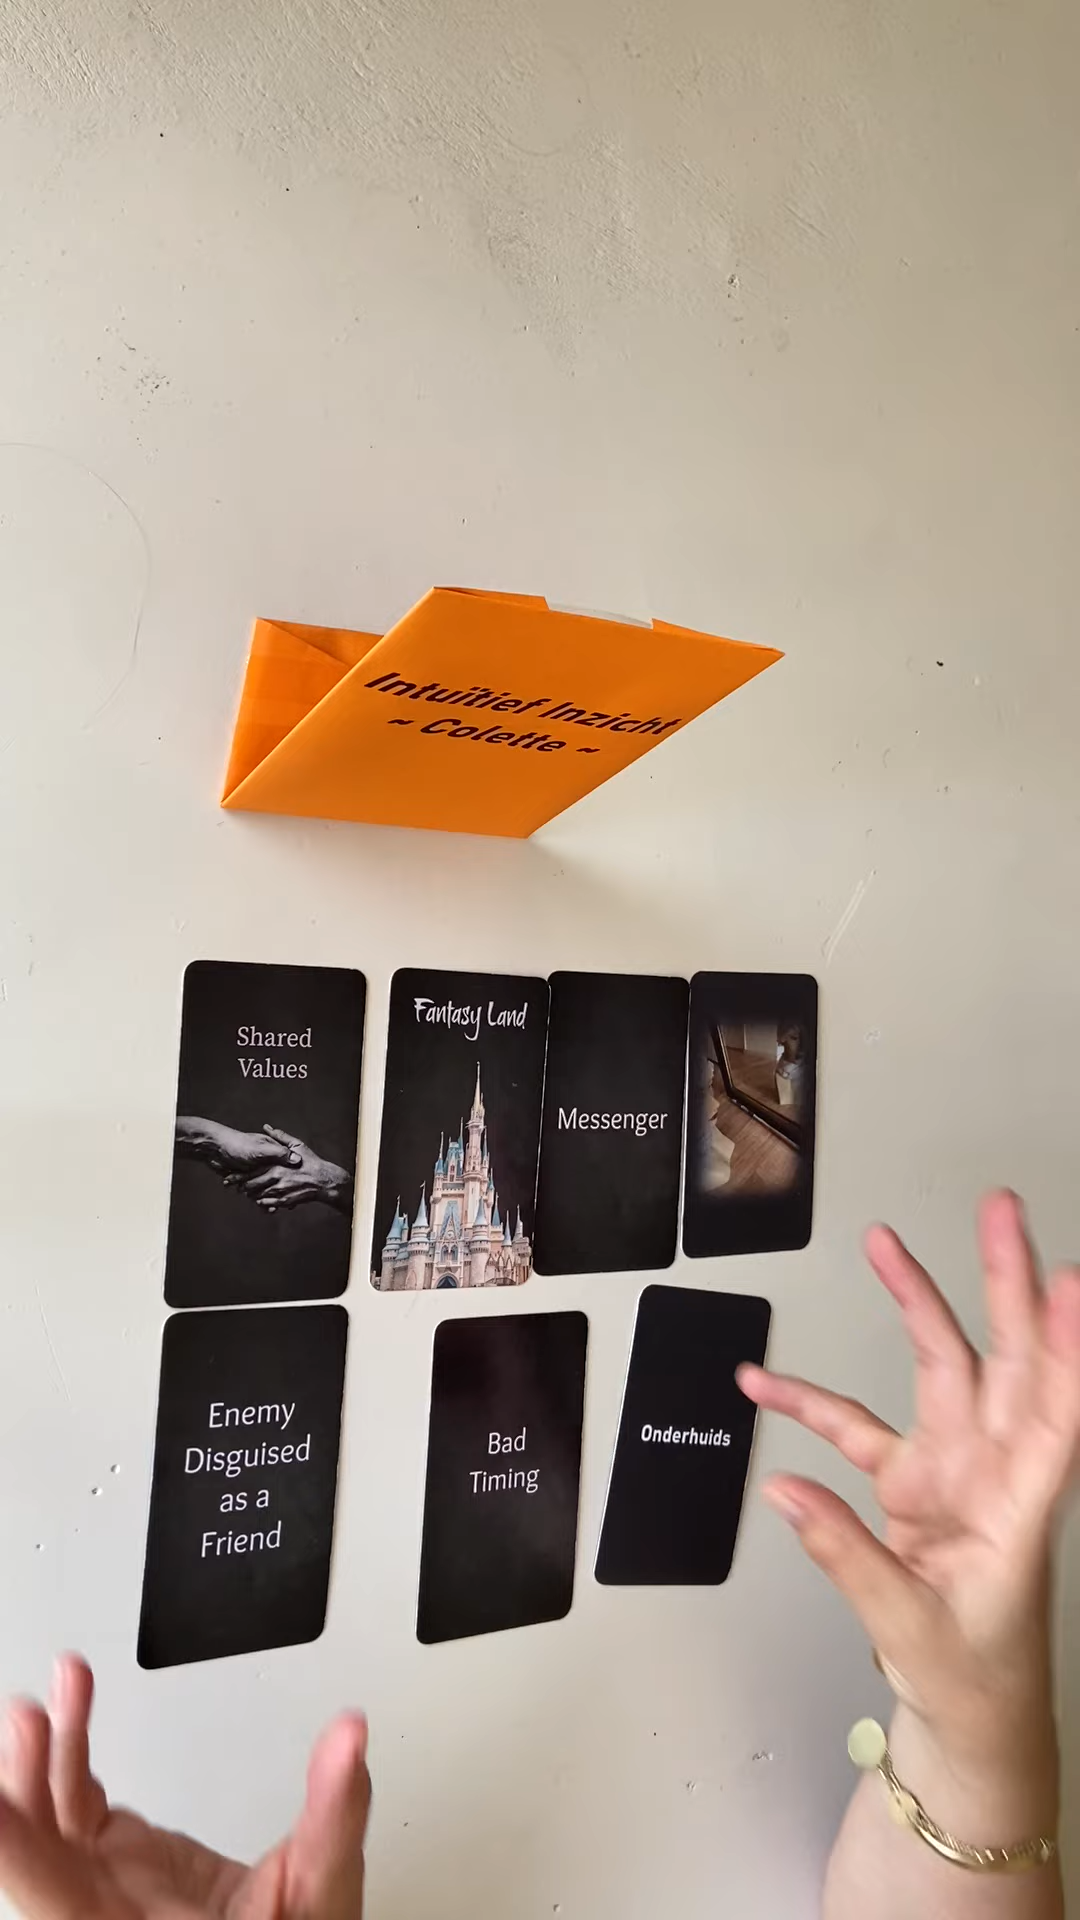 Intuïtief Inzicht
~ Colette ~
Shared
Values
Fantasy Land
Messenger
Enemy
Disguised
as a
Friend
Bad
Timing
Onderhuids